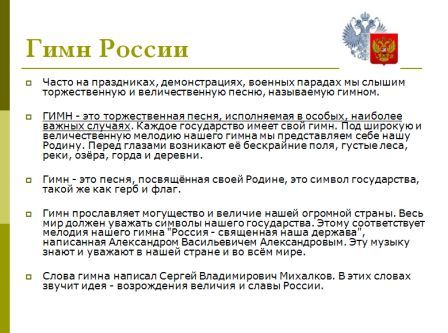 Гимн России
Часто на праздниках, демонстрациях, военных парадах мы слышим
торжественную и величественную песню, называемую гимном.
ГИМН - это торжественная песня, исполняемая в особых, наиболее
важных случаях. Каждое государство имеет свой гимн. Под широкую и
величественную мелодию нашего гимна мы представляем себе нашу
Родину. Перед глазами возникают её бескрайние поля, густые леса,
реки, озёра, горда и деревни.
Гимн - это песня, посвящённая своей Родине, это символ государства,
такой же как герб и флаг.
Гимн прославляет могущество и величие нашей огромной страны. Весь
мир должен уважать символы нашего государства. Этому соответствует
мелодия нашего гимна "Россия - священная наша держава",
написанная Александром Васильевичем Александровым. Эту музыку
знают и уважают в нашей стране и во всём мире.
Слова гимна написал Сергей Владимирович Михалков. В этих словах
звучит идея - возрождения величия и славы России.